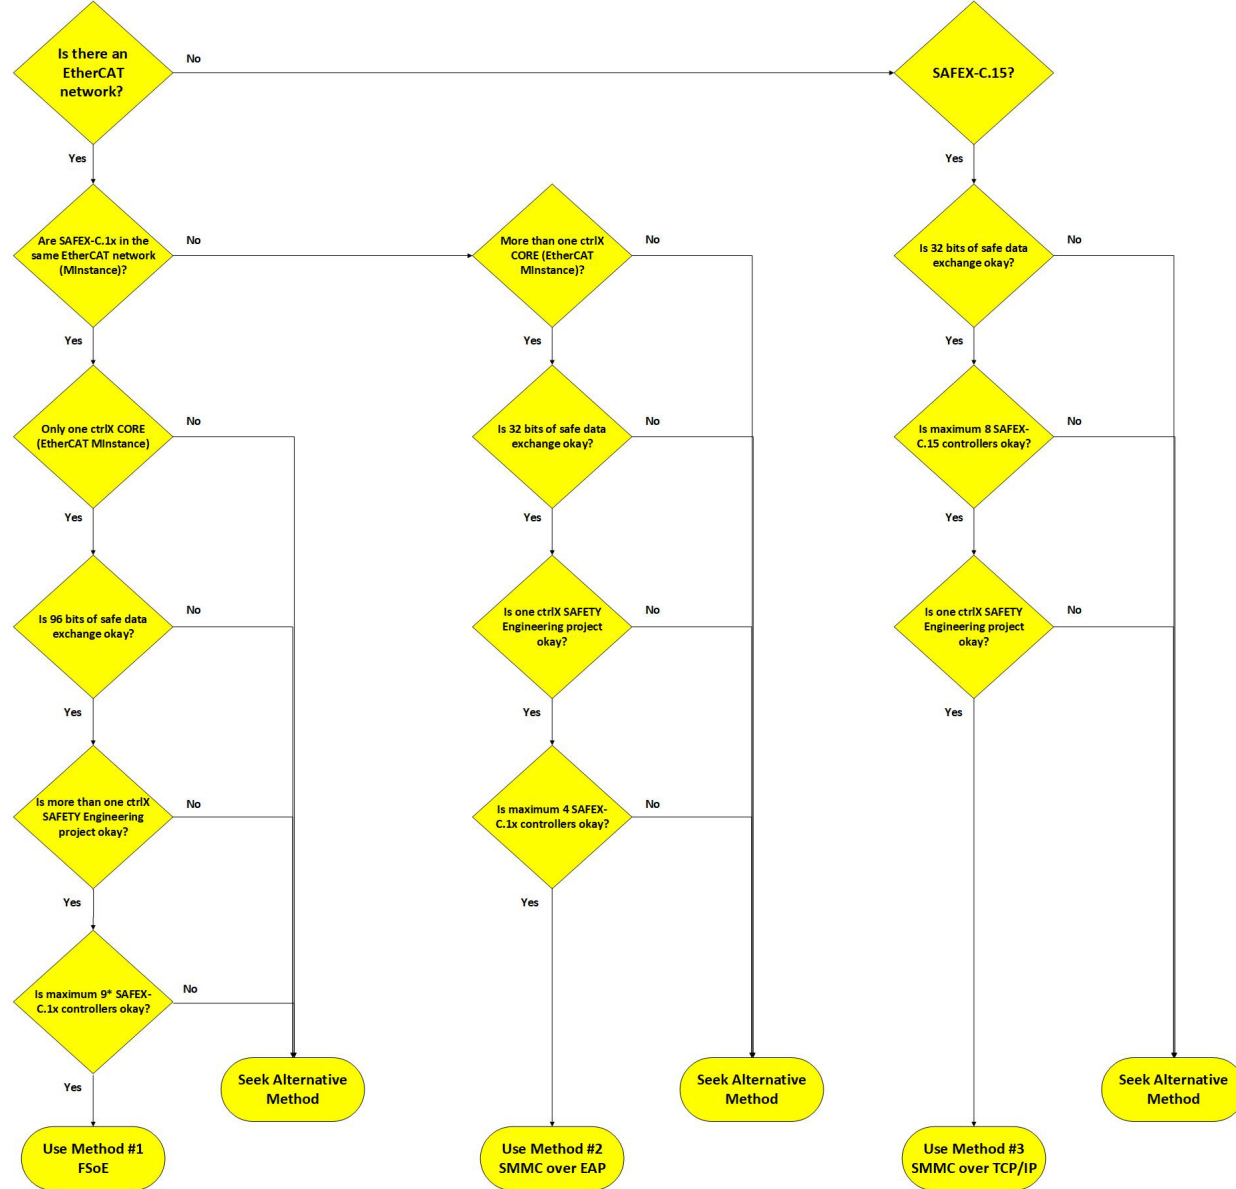 Is there an
EtherCAT
network?
No
SAFEX-C.15?
Yes
Yes
Are SAFEX-C.1x in the
same EtherCAT network
(MInstance)?
No
More than one ctrlX
CORE (EtherCAT
MInstance)?
No
Is 32 bits of safe data
exchange okay?
No
Yes
Yes
Yes
Only one ctrlX CORE
(EtherCAT MInstance)
No
Is 32 bits of safe data
exchange okay?
No
Is maximum 8 SAFEX-
C.15 controllers okay?
No
Yes
Yes
Yes
Is 96 bits of safe data
exchange okay?
No
Is one ctrlX SAFETY
Engineering project
okay?
No
Is one ctrlX SAFETY
Engineering project
okay?
No
Yes
Yes
Yes
Is more than one ctrlX
SAFETY Engineering
project okay?
No
Is maximum 4 SAFEX-
C.1x controllers okay?
No
Yes
Yes
Is maximum 9* SAFEX-
C.1x controllers okay?
No
Yes
Seek Alternative
Method
Seek Alternative
Method
Seek Alternative
Method
Use Method #1
FSoE
Use Method #2
SMMC over EAP
Use Method #3
SMMC over TCP/IP